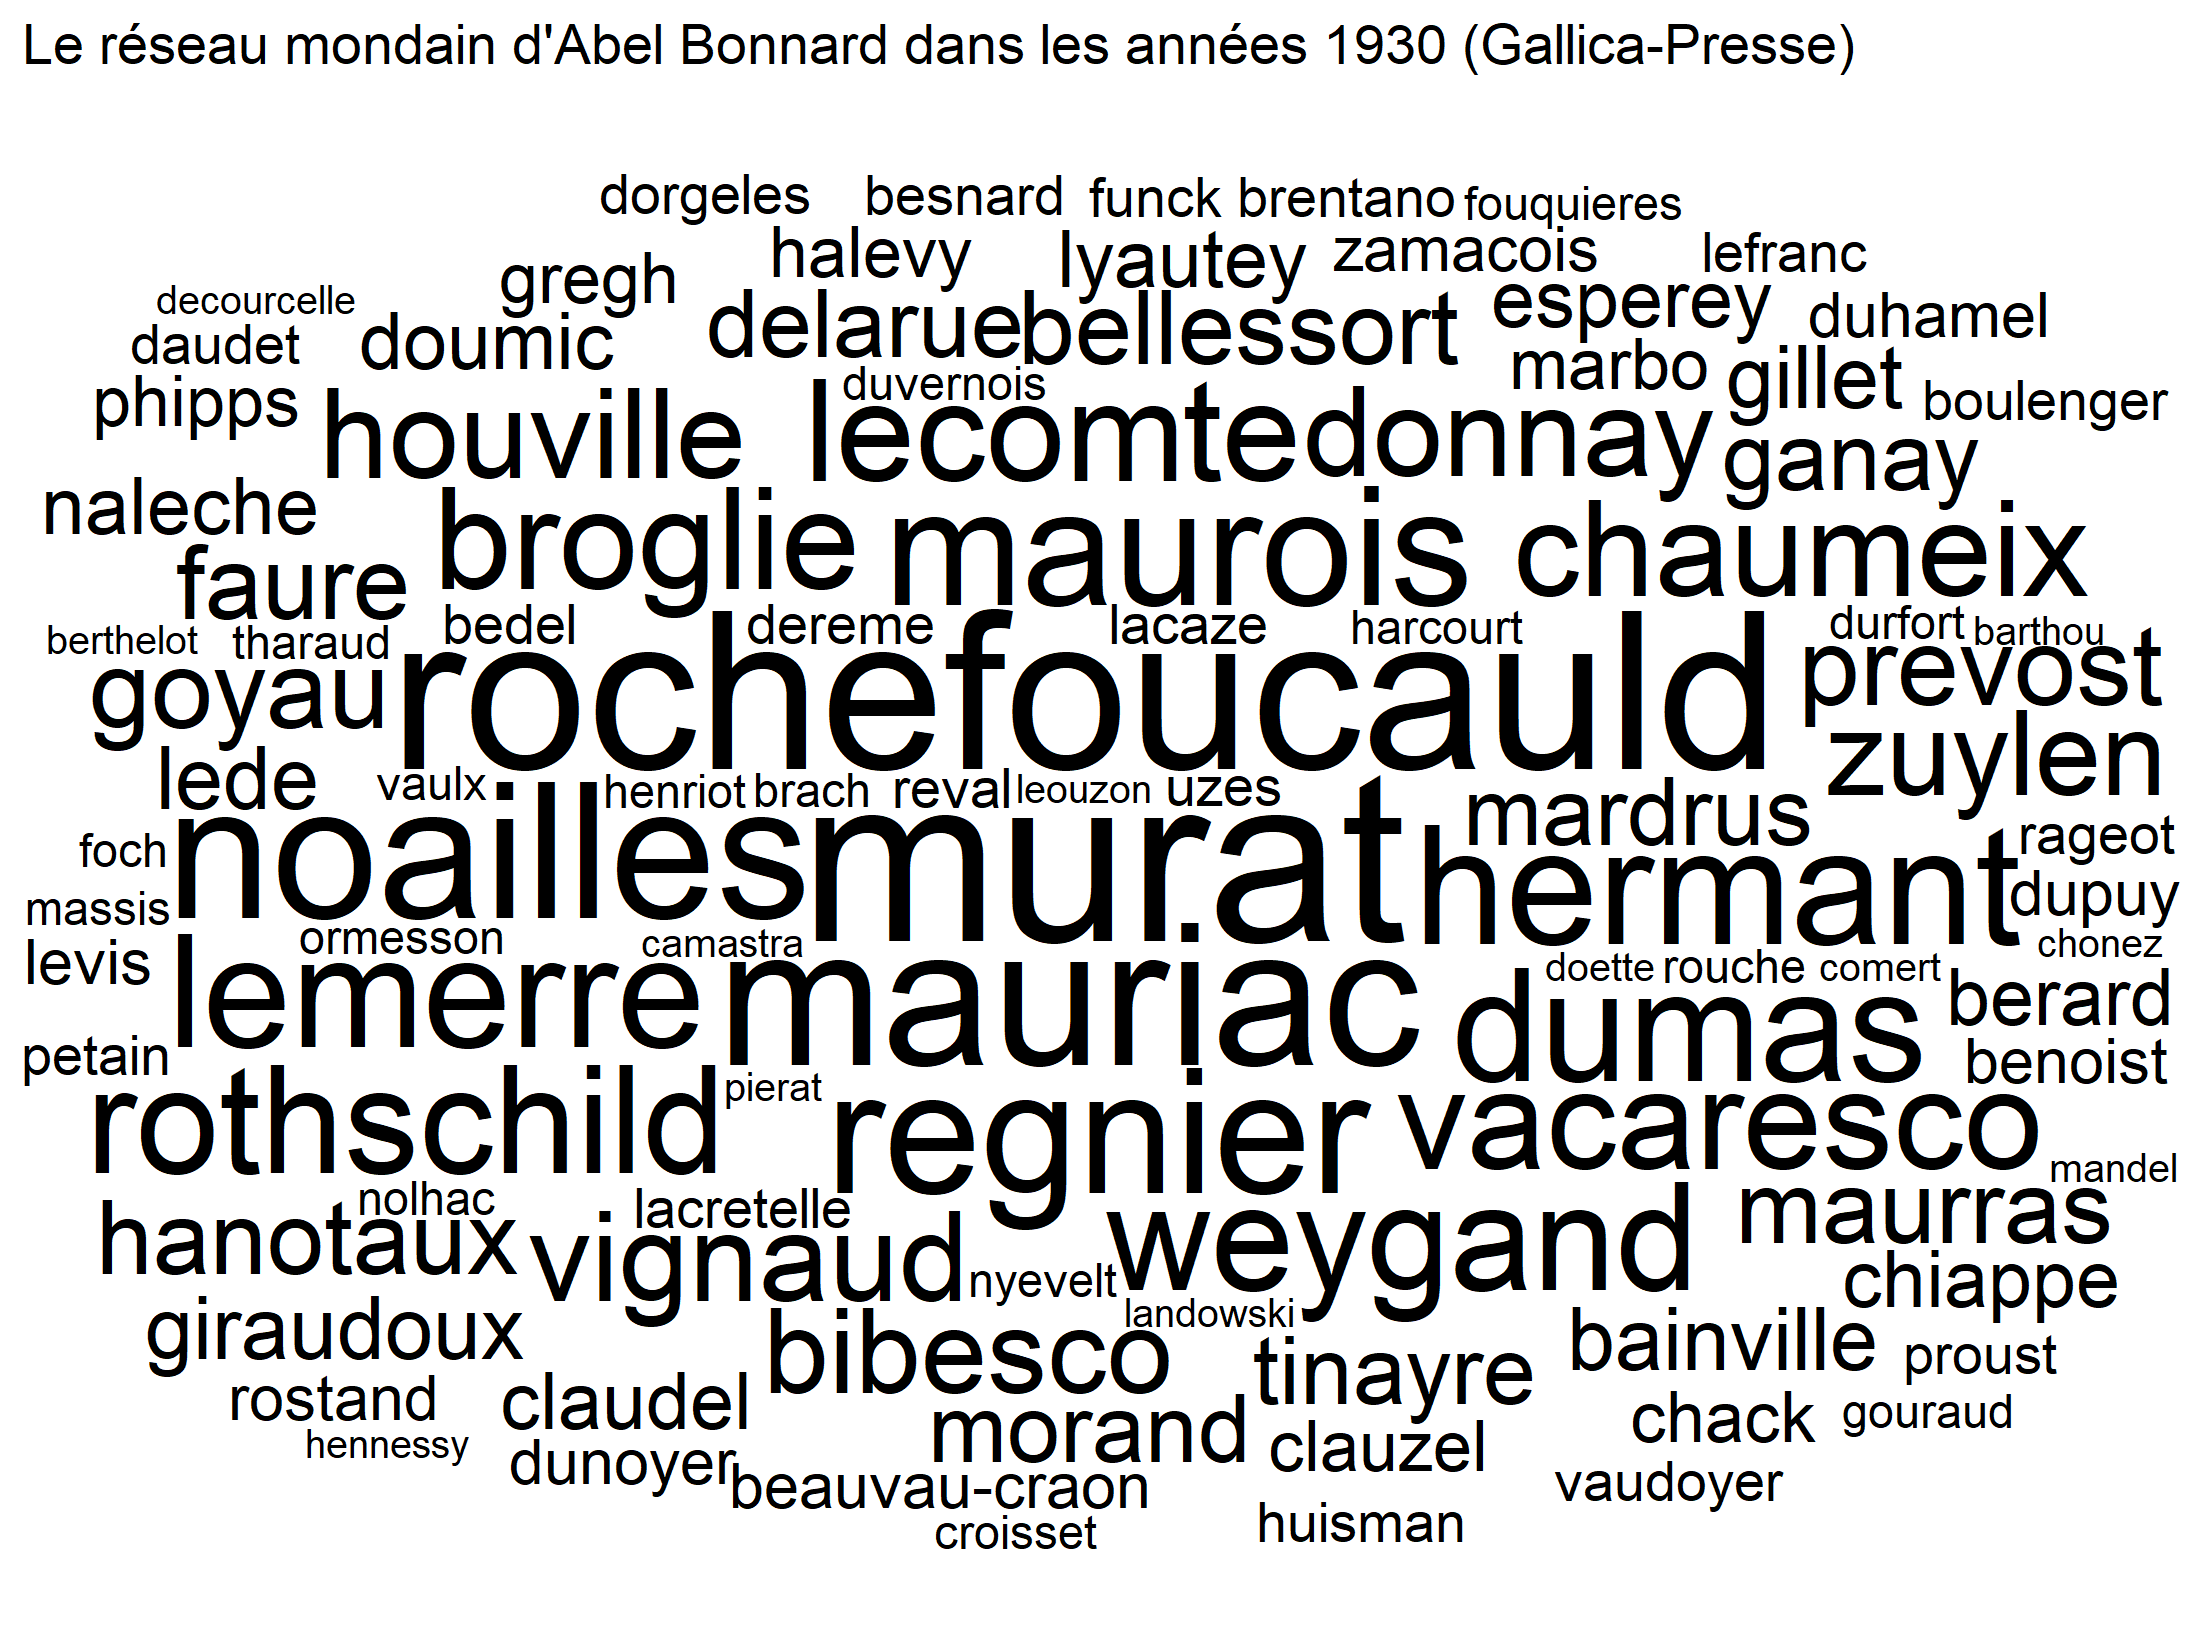 Le réseau mondain d'Abel Bonnard dans les années 1930 (Gallica-Presse)
dorgeles besnard funck brentano fouquieres
gregh halevy lyautey zamacois lefranc
decourcelle delarue bellessort esperey duhamel
daudet doumic marbo gillet boulenger
phipps houville duvernois lecomte donnay ganay
naleche broglie maurois chaumeix
faure
berthelot tharaud bedel dereme lacaze harcourt durfort barthou
goyau rochefoucauld prevost
lede vaulx henriot brach reval leouzon uzes zuylen
foch noailles murat mardrus hermant rageot
massis dupuy
levis ormesson camastra chonez
lemerre mauriac doette rouche comert berard
petain dumas benoist
rothschild pierat regnier vacaresco
mandel
hanotaux nolhac lacretelle weygand maurras
vignaud nyevelt chiappe
giraudoux bibesco landowski bainville
rostand claudel tinayre proust
hennessy morand chack gouraud
dunoyer clauzel
beauvau-craon vaudoyer
croisset huisman